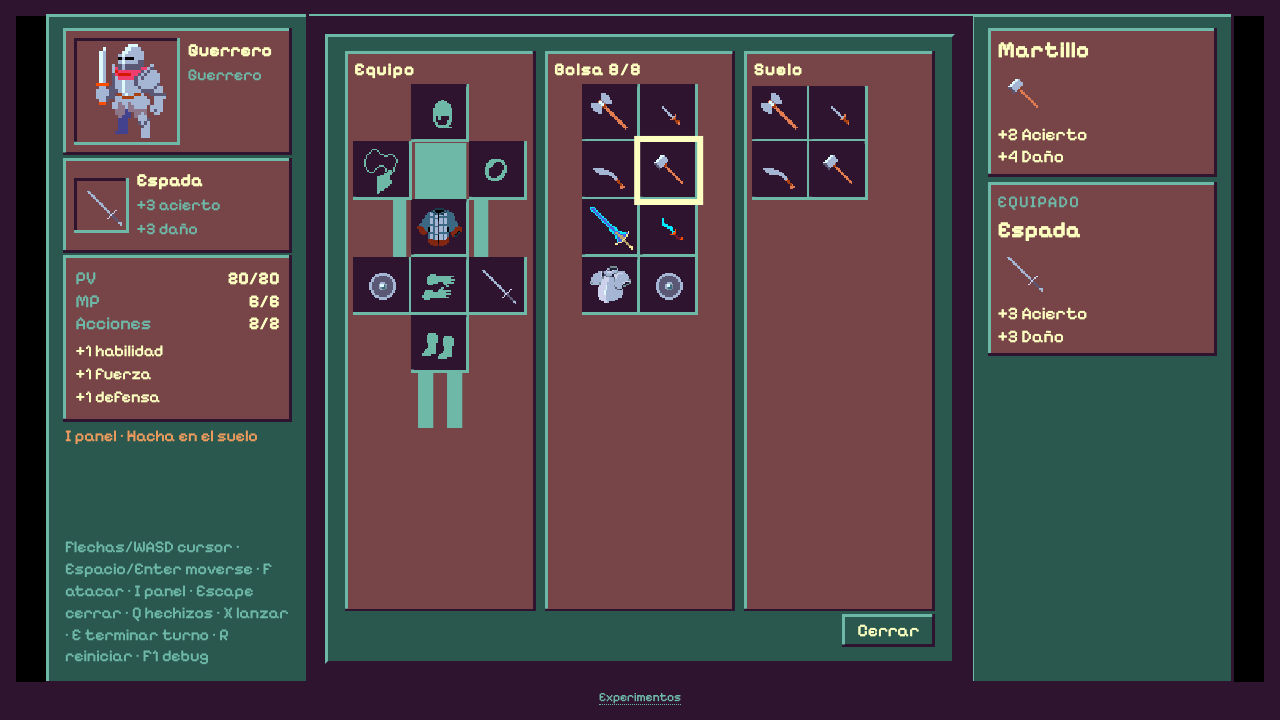 Guerrero
Guerrero
Espada
+3 acierto
+3 daño
PV 80/80
MP 6/6
Acciones 2/2
+1 habilidad
+1 fuerza
+1 defensa
I panel · Hacha en el suelo
Flechas/WASD cursor ·
Espacio/Enter moverse · F
atacar · I panel · Escape
cerrar · Q hechizos · X lanzar
· E terminar turno · R
reiniciar · F1 debug
Equipo
Bolsa 8/8
Suelo
Cerrar
Martillo
+2 Acierto
+4 Daño
EQUIPADO
Espada
+3 Acierto
+3 Daño
Experimentos